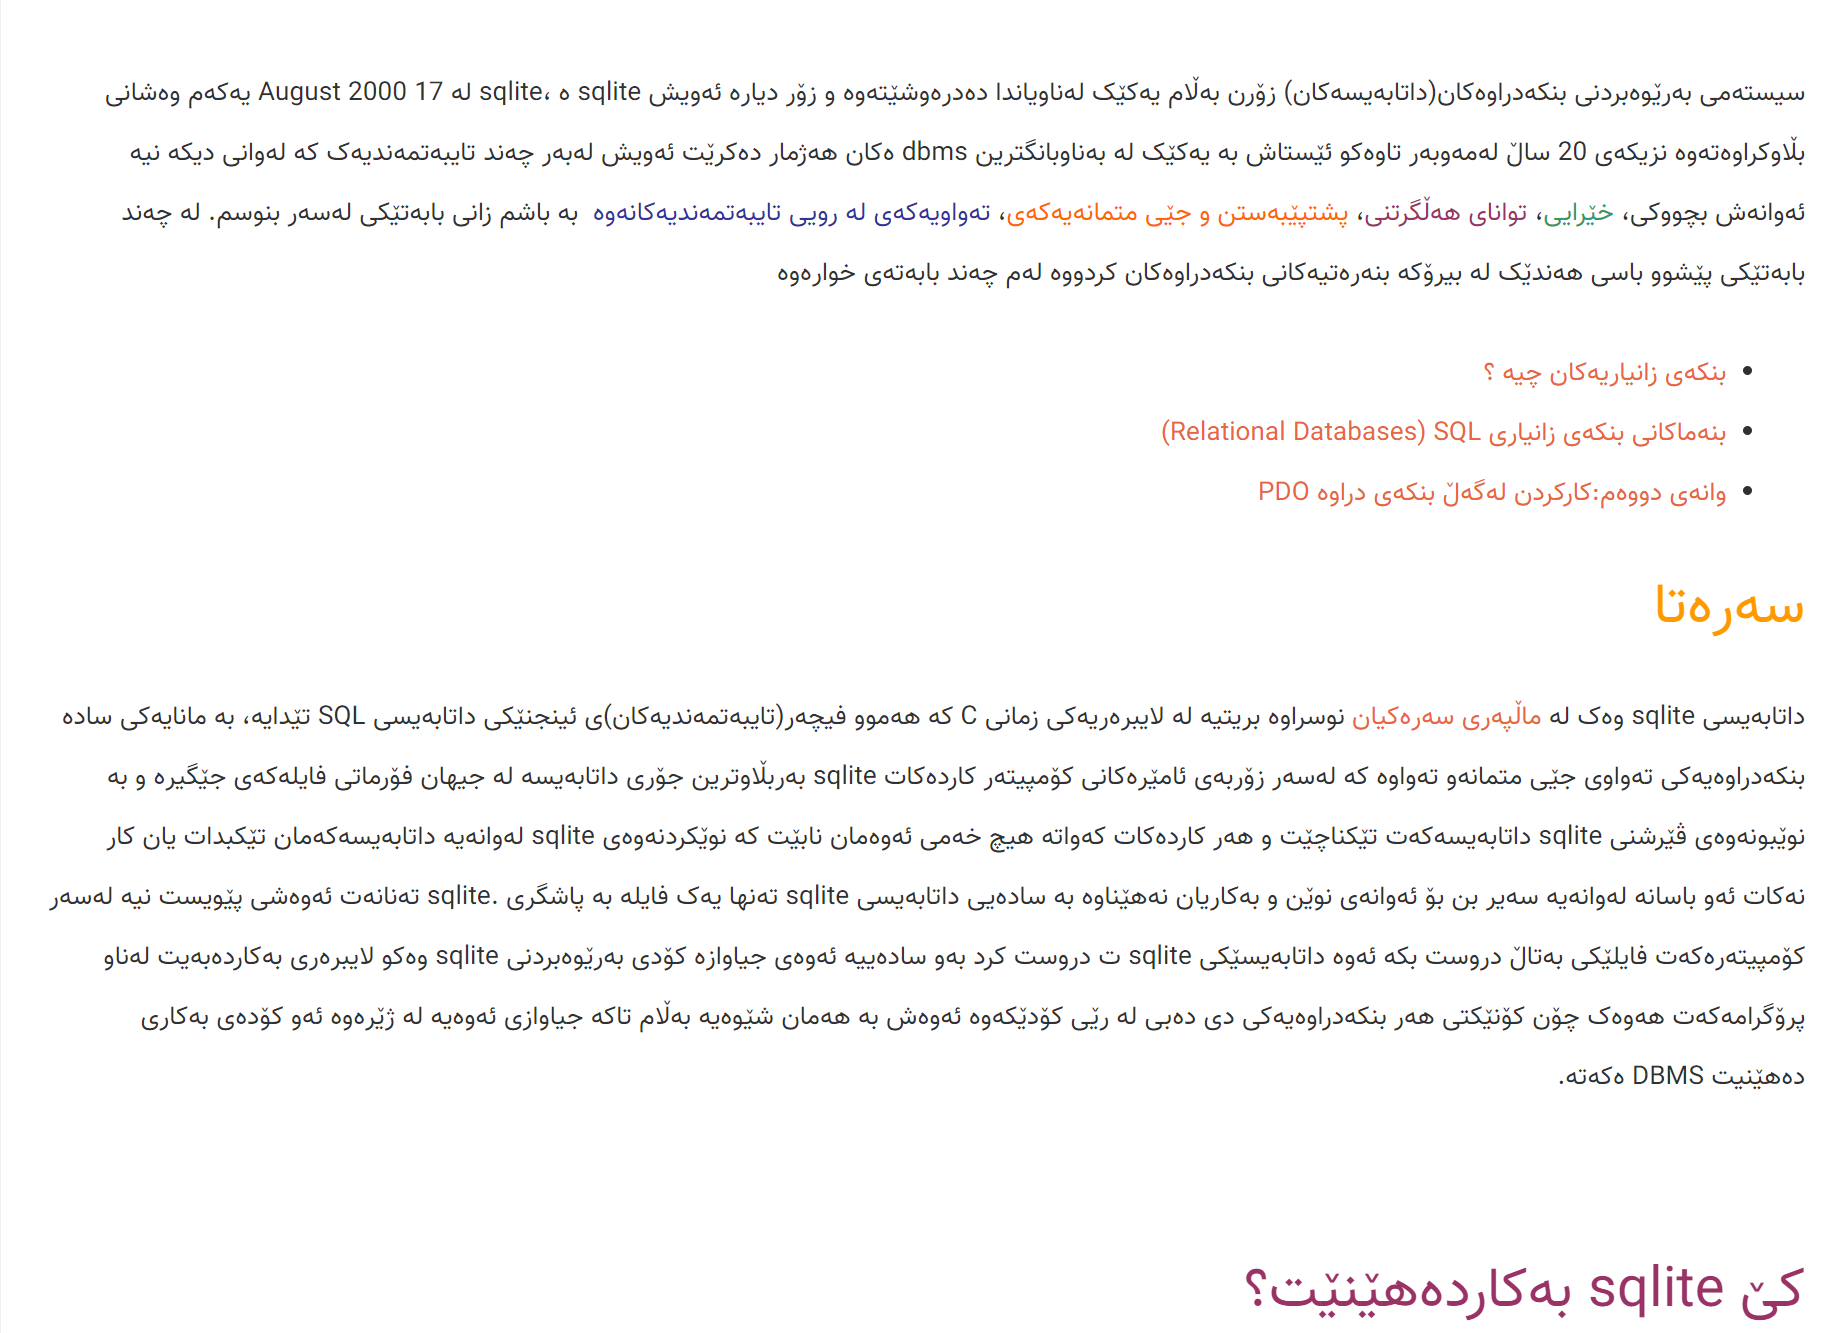 سیستەمی بەڕێوەبردنی بنکەدراوەکان(داتابەیسەکان) زۆرن بەڵام یەکێک لەناویاندا دەدرەوشێتەوە و زۆر دیارە ئەویش sqlite ە ،sqlite لە 17 August 2000 یەکەم وەشانی
بڵاوکراوەتەوە نزیکەی 20 ساڵ لەمەوبەر تاوەکو ئێستاش بە یەکێک لە بەناوبانگترین dbms ەکان هەژمار دەکرێت ئەویش لەبەر چەند تایبەتمەندیەک کە لەوانی دیکە نیە
ئەوانەش بچووکی، خێرایی، توانای هەڵگرتنی، پشتپێبەستن و جێی متمانەیەکەی، تەواویەکەی لە رویی تایبەتمەندیەکانەوە بە باشم زانی بابەتێکی لەسەر بنوسم. لە چەند
بابەتێکی پێشوو باسی هەندێک لە بیرۆکە بنەرەتیەکانی بنکەدراوەکان کردووە لەم چەند بابەتەی خوارەوە
• بنکەی زانیاریەکان چیە ؟
• بنەماکانی بنکەی زانیاری SQL (Relational Databases)
• وانەی دووەم:کارکردن لەگەڵ بنکەی دراوە PDO
سەرەتا
داتابەیسی sqlite وەک لە ماڵپەری سەرەکیان نوسراوە بریتیە لە لایبرەریەکی زمانی C کە هەموو فیچەر(تایبەتمەندیەکان)ی ئینجنێکی داتابەیسی SQL تێدایە، بە مانایەکی سادە
بنکەدراوەیەکی تەواوی جێی متمانەو تەواوە کە لەسەر زۆربەی ئامێرەکانی کۆمپیتەر کاردەکات sqlite بەربڵاوترین جۆری داتابەیسە لە جیهان فۆرماتی فایلەکەی جێگیرە و بە
نوێبونەوەی ڤێرشنی sqlite داتابەیسەکەت تێکناچێت و هەر کاردەکات کەواتە هیچ خەمی ئەوەمان نابێت کە نوێکردنەوەی sqlite لەوانەیە داتابەیسەکەمان تێکبدات یان کار
نەکات ئەو باسانە لەوانەیە سەیر بن بۆ ئەوانەی نوێن و بەکاریان نەهێناوە بە سادەیی داتابەیسی sqlite تەنها یەک فایلە بە پاشگری .sqlite تەنانەت ئەوەشی پێویست نیە لەسەر
کۆمپیتەرەکەت فایلێکی بەتاڵ دروست بکە ئەوە داتابەیسێکی sqlite ت دروست کرد بەو سادەییە ئەوەی جیاوازە کۆدی بەرێوەبردنی sqlite وەکو لایبرەری بەکاردەبەیت لەناو
پرۆگرامەکەت هەوەک چۆن کۆنێکتی هەر بنکەدراوەیەکی دی دەبی لە رێی کۆدێکەوە ئەوەش بە هەمان شێوەیە بەڵام تاکە جیاوازی ئەوەیە لە ژێرەوە ئەو کۆدەی بەکاری
دەهێنیت DBMS ەکەتە.
کێ sqlite بەکاردەهێنێت؟